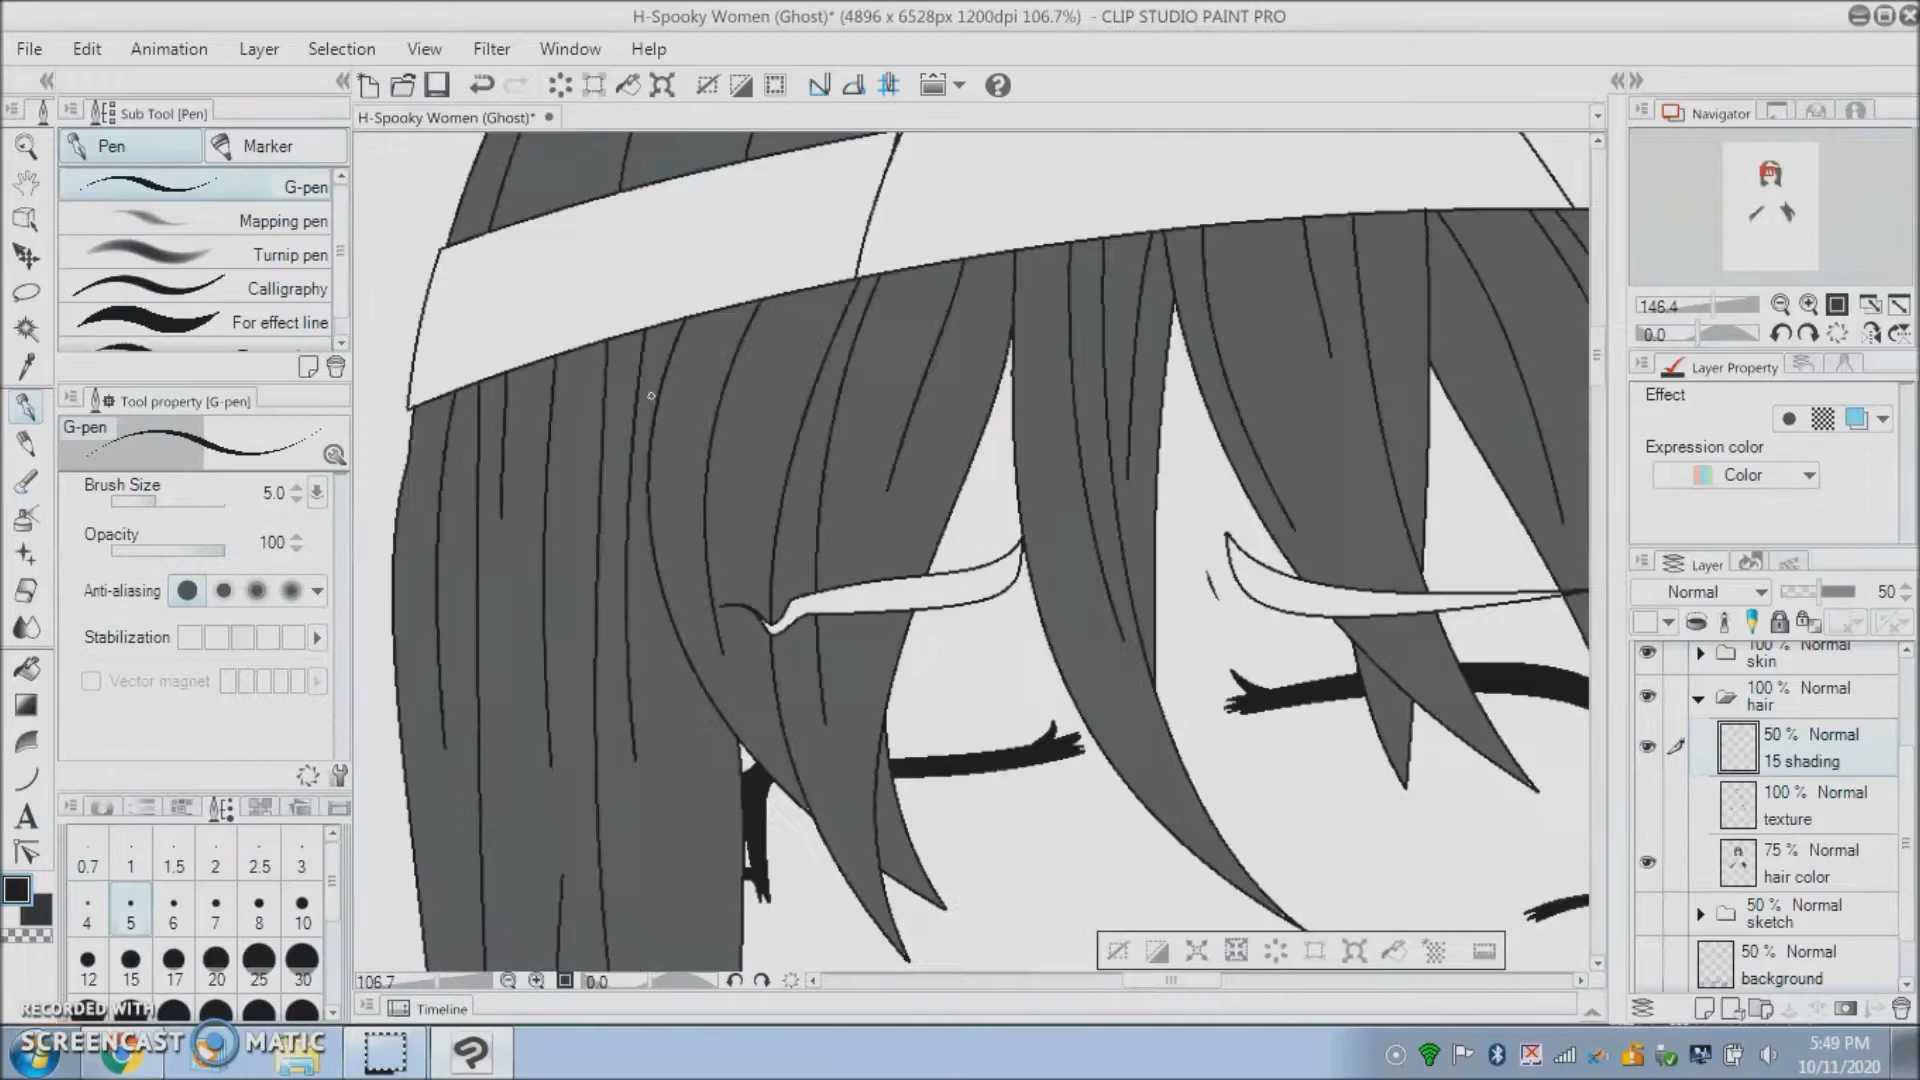 H-Spooky Women (Ghost)* (4896 x 6528px 1200dpi 106.7%) - CLIP STUDIO PAINT PRO
File Edit Animation Layer Selection View Filter Window Help
Sub Tool [Pen]
H-Spooky Women (Ghost)*
Navigator
Pen Marker
G-pen
Mapping pen
Turnip pen
Calligraphy
For effect line
146.4
0.0
Layer Property
Effect
Expression color
Color
Tool property [G-pen]
G-pen
Brush Size 5.0
Opacity 100
Anti-aliasing
Stabilization
Vector magnet
Layer
Normal 50
100 % Normal
skin
100 % Normal
hair
50 % Normal
15 shading
100 % Normal
texture
75 % Normal
hair color
50 % Normal
sketch
50 % Normal
background
0.7 1 1.5 2 2.5 3
4 5 6 7 8 10
12 15 17 20 25 30
106.7 0.0
Timeline
RECORDED WITH
SCREENCAST MATIC
5:49 PM
10/11/2020